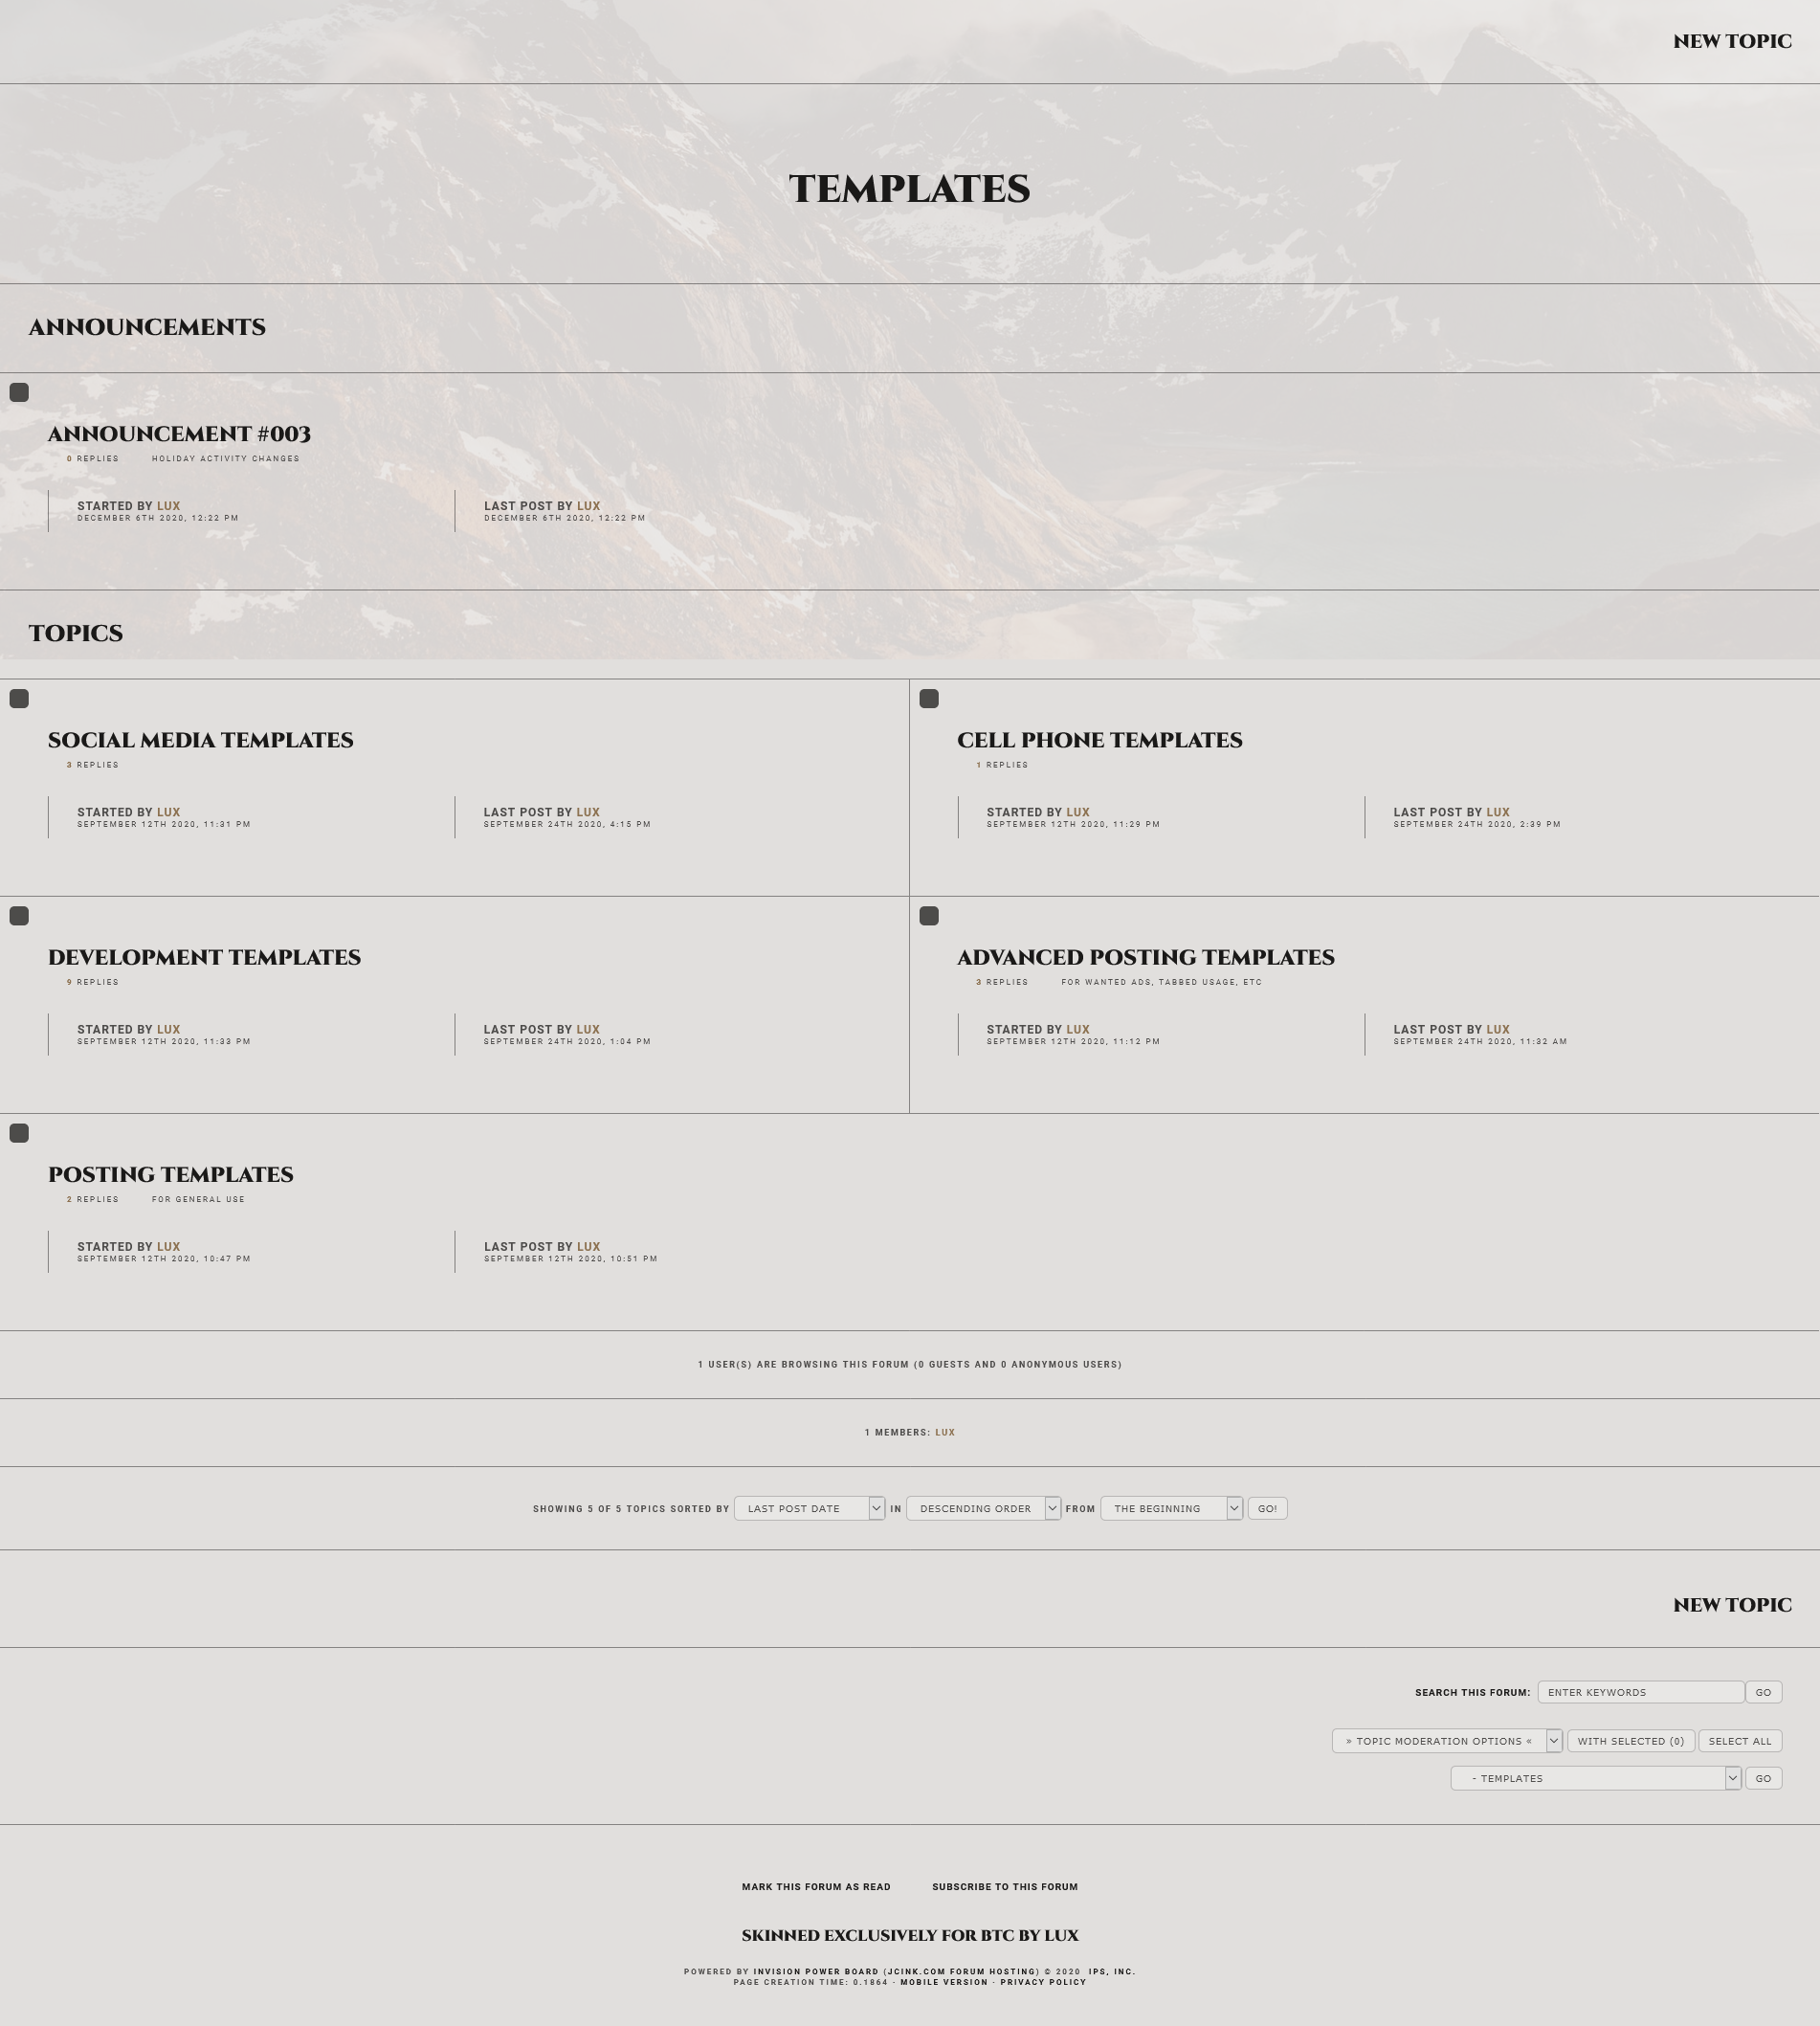 NEW TOPIC
TEMPLATES
ANNOUNCEMENTS
ANNOUNCEMENT #003
0 REPLIES HOLIDAY ACTIVITY CHANGES
STARTED BY LUX LAST POST BY LUX
DECEMBER 6TH 2020, 12:22 PM DECEMBER 6TH 2020, 12:22 PM
TOPICS
SOCIAL MEDIA TEMPLATES
3 REPLIES
STARTED BY LUX LAST POST BY LUX
SEPTEMBER 12TH 2020, 11:31 PM SEPTEMBER 24TH 2020, 4:15 PM
CELL PHONE TEMPLATES
1 REPLIES
STARTED BY LUX LAST POST BY LUX
SEPTEMBER 12TH 2020, 11:29 PM SEPTEMBER 24TH 2020, 2:39 PM
DEVELOPMENT TEMPLATES
9 REPLIES
STARTED BY LUX LAST POST BY LUX
SEPTEMBER 12TH 2020, 11:33 PM SEPTEMBER 24TH 2020, 1:04 PM
ADVANCED POSTING TEMPLATES
3 REPLIES FOR WANTED ADS, TABBED USAGE, ETC
STARTED BY LUX LAST POST BY LUX
SEPTEMBER 12TH 2020, 11:12 PM SEPTEMBER 24TH 2020, 11:32 AM
POSTING TEMPLATES
2 REPLIES FOR GENERAL USE
STARTED BY LUX LAST POST BY LUX
SEPTEMBER 12TH 2020, 10:47 PM SEPTEMBER 12TH 2020, 10:51 PM
1 USER(S) ARE BROWSING THIS FORUM (0 GUESTS AND 0 ANONYMOUS USERS)
1 MEMBERS: LUX
SHOWING 5 OF 5 TOPICS SORTED BY LAST POST DATE IN DESCENDING ORDER FROM THE BEGINNING GO!
NEW TOPIC
SEARCH THIS FORUM: ENTER KEYWORDS GO
» TOPIC MODERATION OPTIONS « WITH SELECTED (0) SELECT ALL
- TEMPLATES GO
MARK THIS FORUM AS READ SUBSCRIBE TO THIS FORUM
SKINNED EXCLUSIVELY FOR BTC BY LUX
POWERED BY INVISION POWER BOARD (JCINK.COM FORUM HOSTING) © 2020 IPS, INC.
PAGE CREATION TIME: 0.1864 - MOBILE VERSION - PRIVACY POLICY